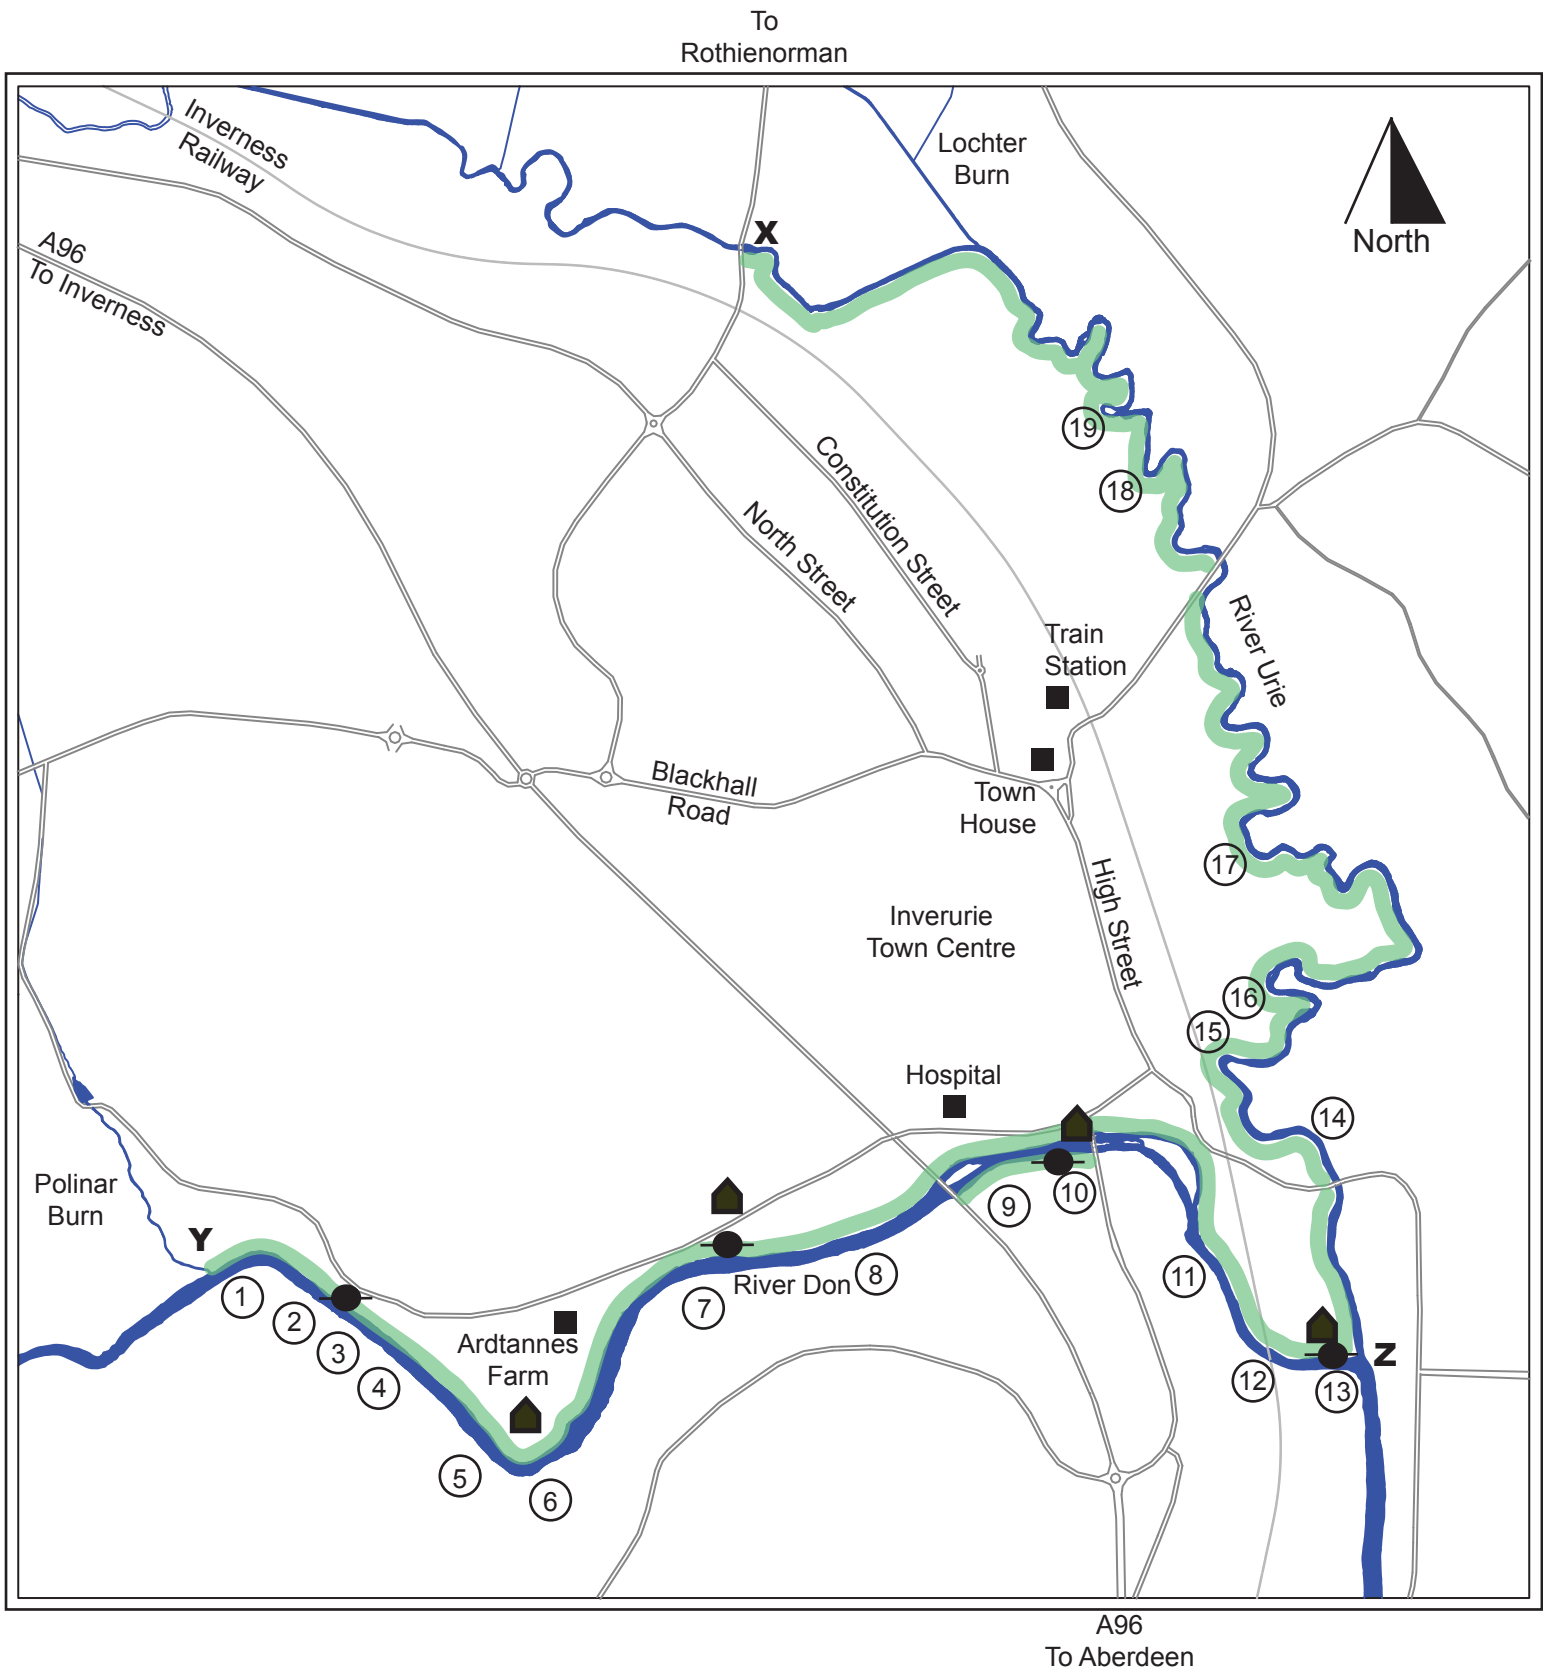 To
Rothienorman
Inverness
Railway
Lochter
Burn
North
A96
To Inverness
X
19
18
Constitution Street
North Street
River Urie
Train
Station
Town
House
Blackhall
Road
17
High Street
Inverurie
Town Centre
16
15
Hospital
14
Polinar
Burn
Y
9
10
1
2
3
4
Ardtannes
Farm
5
6
7
River Don
8
11
12
13
Z
A96
To Aberdeen